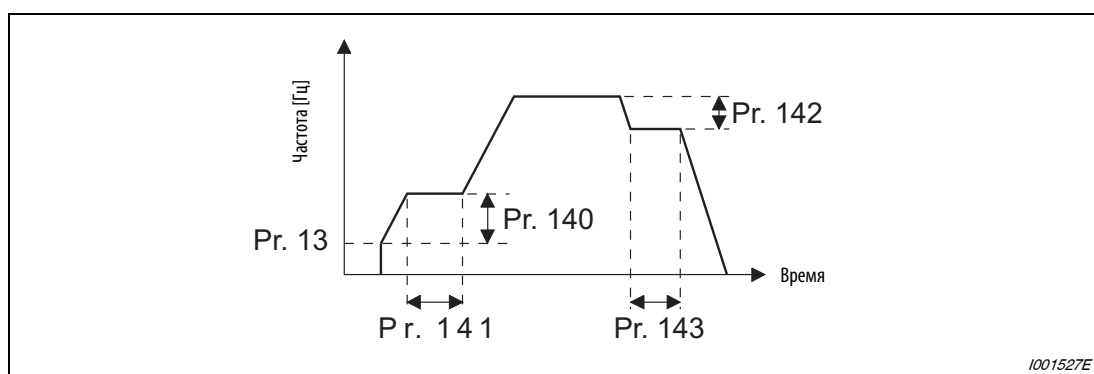 Частота [Гц]
Pr. 142
Pr. 140
Pr. 13
Время
Pr. 141
Pr. 143
I001527E